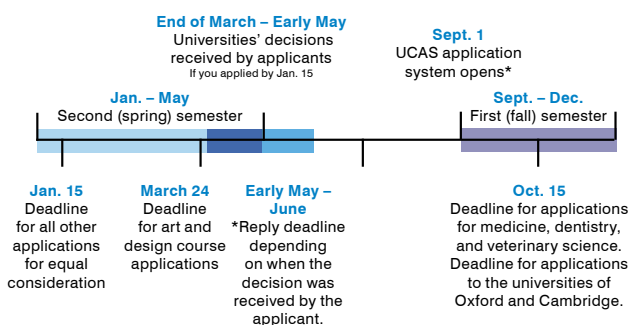 End of March – Early May
Universities’ decisions
received by applicants
If you applied by Jan. 15
Sept. 1
UCAS application
system opens*
Jan. – May
Second (spring) semester
Sept. – Dec.
First (fall) semester
Jan. 15
Deadline
for all other
applications
for equal
consideration
March 24
Deadline
for art and
design course
applications
Early May –
June
*Reply deadline
depending
on when the
decision was
received by the
applicant.
Oct. 15
Deadline for applications
for medicine, dentistry,
and veterinary science.
Deadline for applications
to the universities of
Oxford and Cambridge.